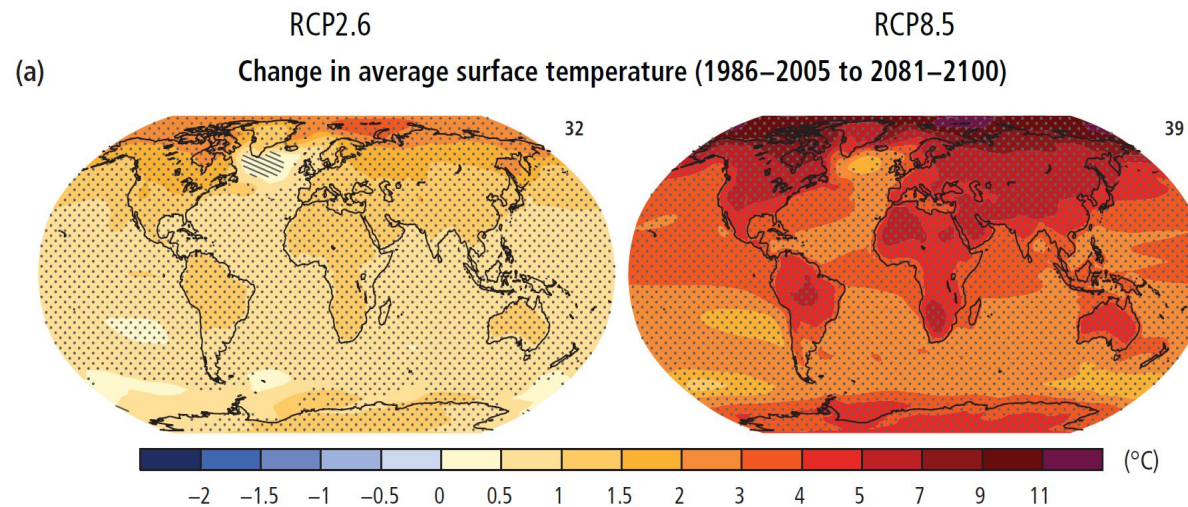 RCP2.6 RCP8.5
(a) Change in average surface temperature (1986–2005 to 2081–2100)
32 39
(°C)
−2 −1.5 −1 −0.5 0 0.5 1 1.5 2 3 4 5 7 9 11